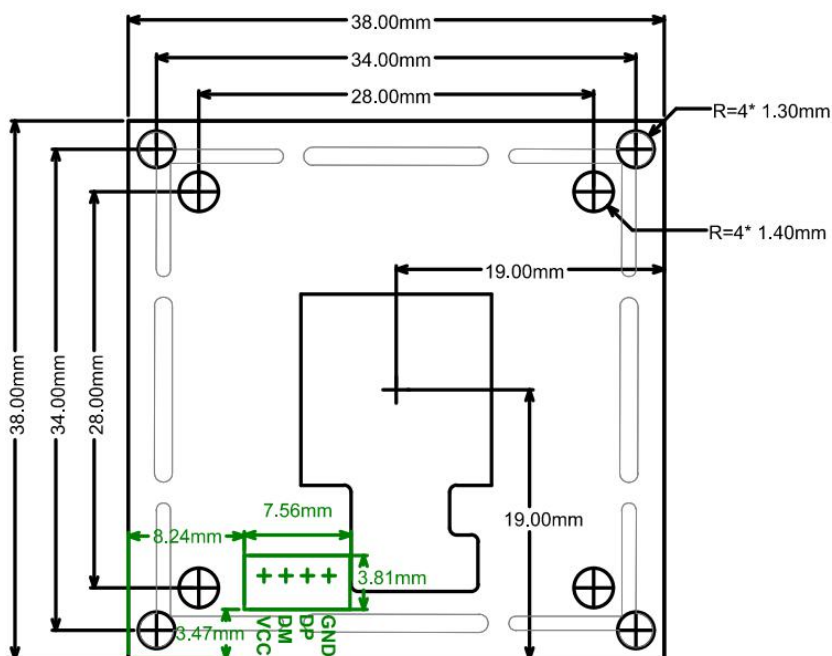 38.00mm
34.00mm
28.00mm
R=4* 1.30mm
R=4* 1.40mm
19.00mm
38.00mm
34.00mm
28.00mm
19.00mm
7.56mm
8.24mm
3.81mm
3.47mm
VCC
DM
DP
GND